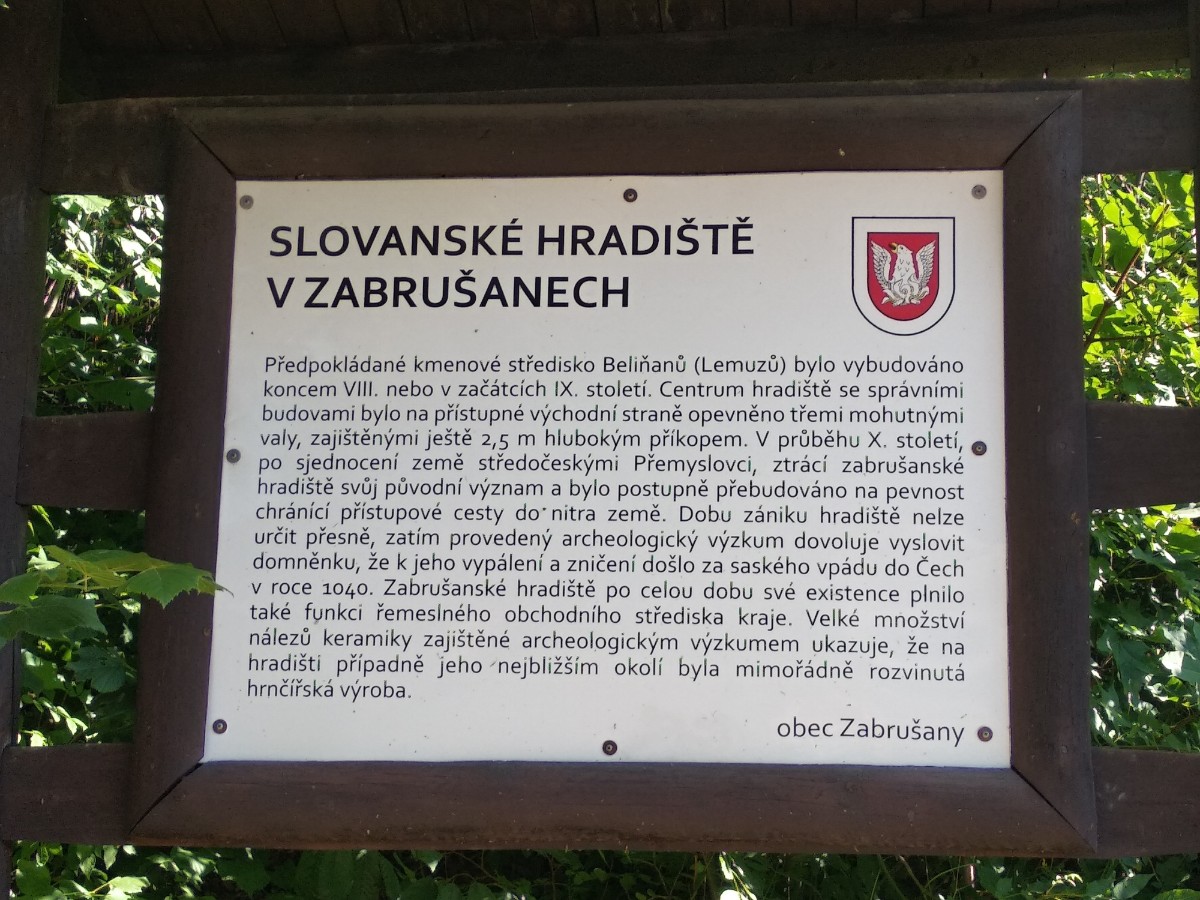 SLOVANSKÉ HRADIŠTĚ
V ZABRUŠANECH
Předpokládané kmenové středisko Beliňanů (Lemuzů) bylo vybudováno
koncem VIII. nebo v začátcích IX. století. Centrum hradiště se správními
budovami bylo na přístupné východní straně opevněno třemi mohutnými
valy, zajištěnými ještě 2,5 m hlubokým příkopem. V průběhu X. století,
po sjednocení země středočeskými Přemyslovci, ztrácí zabrušanské
hradiště svůj původní význam a bylo postupně přebudováno na pevnost
chránící přístupové cesty do nitra země. Dobu zániku hradiště nelze
určit přesně, zatím provedený archeologický výzkum dovoluje vyslovit
domněnku, že k jeho vypálení a zničení došlo za saského vpádu do Čech
v roce 1040. Zabrušanské hradiště po celou dobu své existence plnilo
také funkci řemeslného obchodního střediska kraje. Velké množství
nálezů keramiky zajištěné archeologickým výzkumem ukazuje, že na
hradišti případně jeho nejbližším okolí byla mimořádně rozvinutá
hrnčířská výroba.
obec Zabrušany